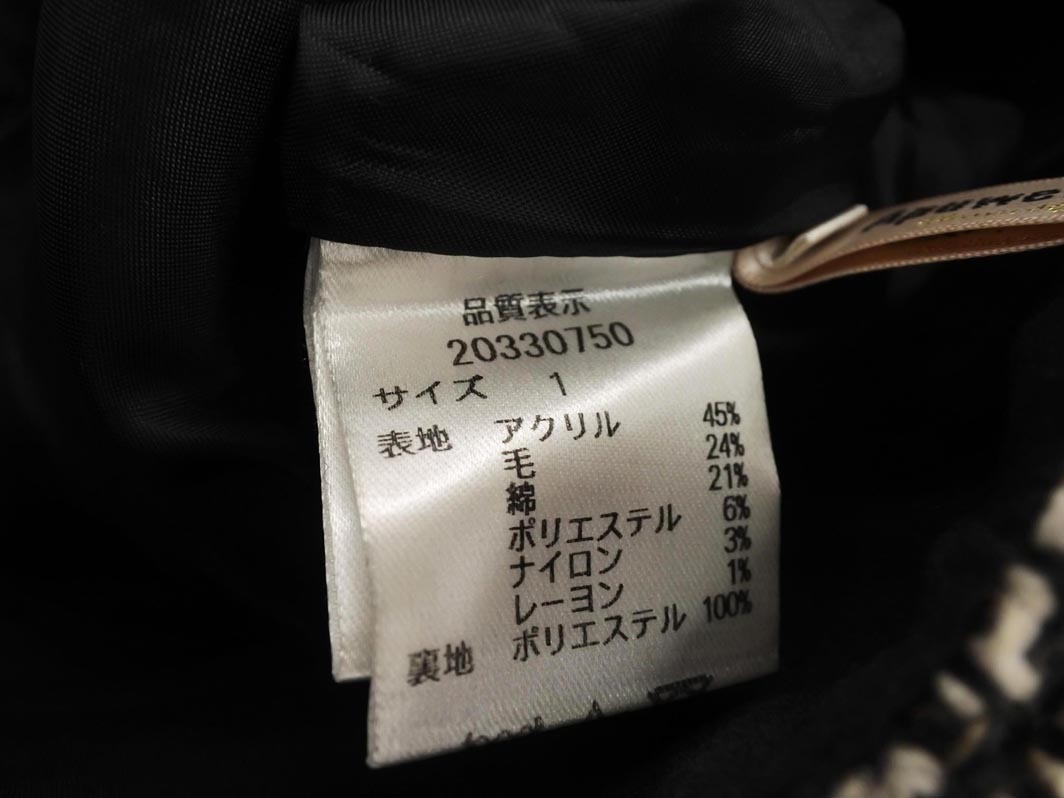 品質表示
20330750
サイズ 1
表地 アクリル 45%
毛 24%
綿 21%
ポリエステル 6%
ナイロン 3%
レーヨン 1%
裏地 ポリエステル 100%